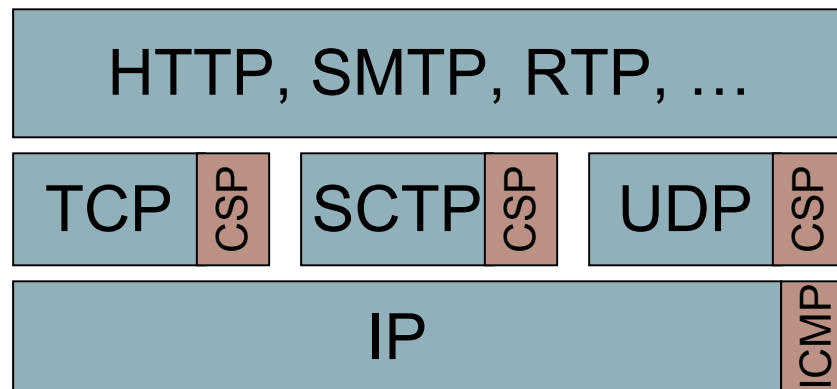 HTTP, SMTP, RTP, …
TCP CSP SCTP CSP UDP CSP
IP ICMP